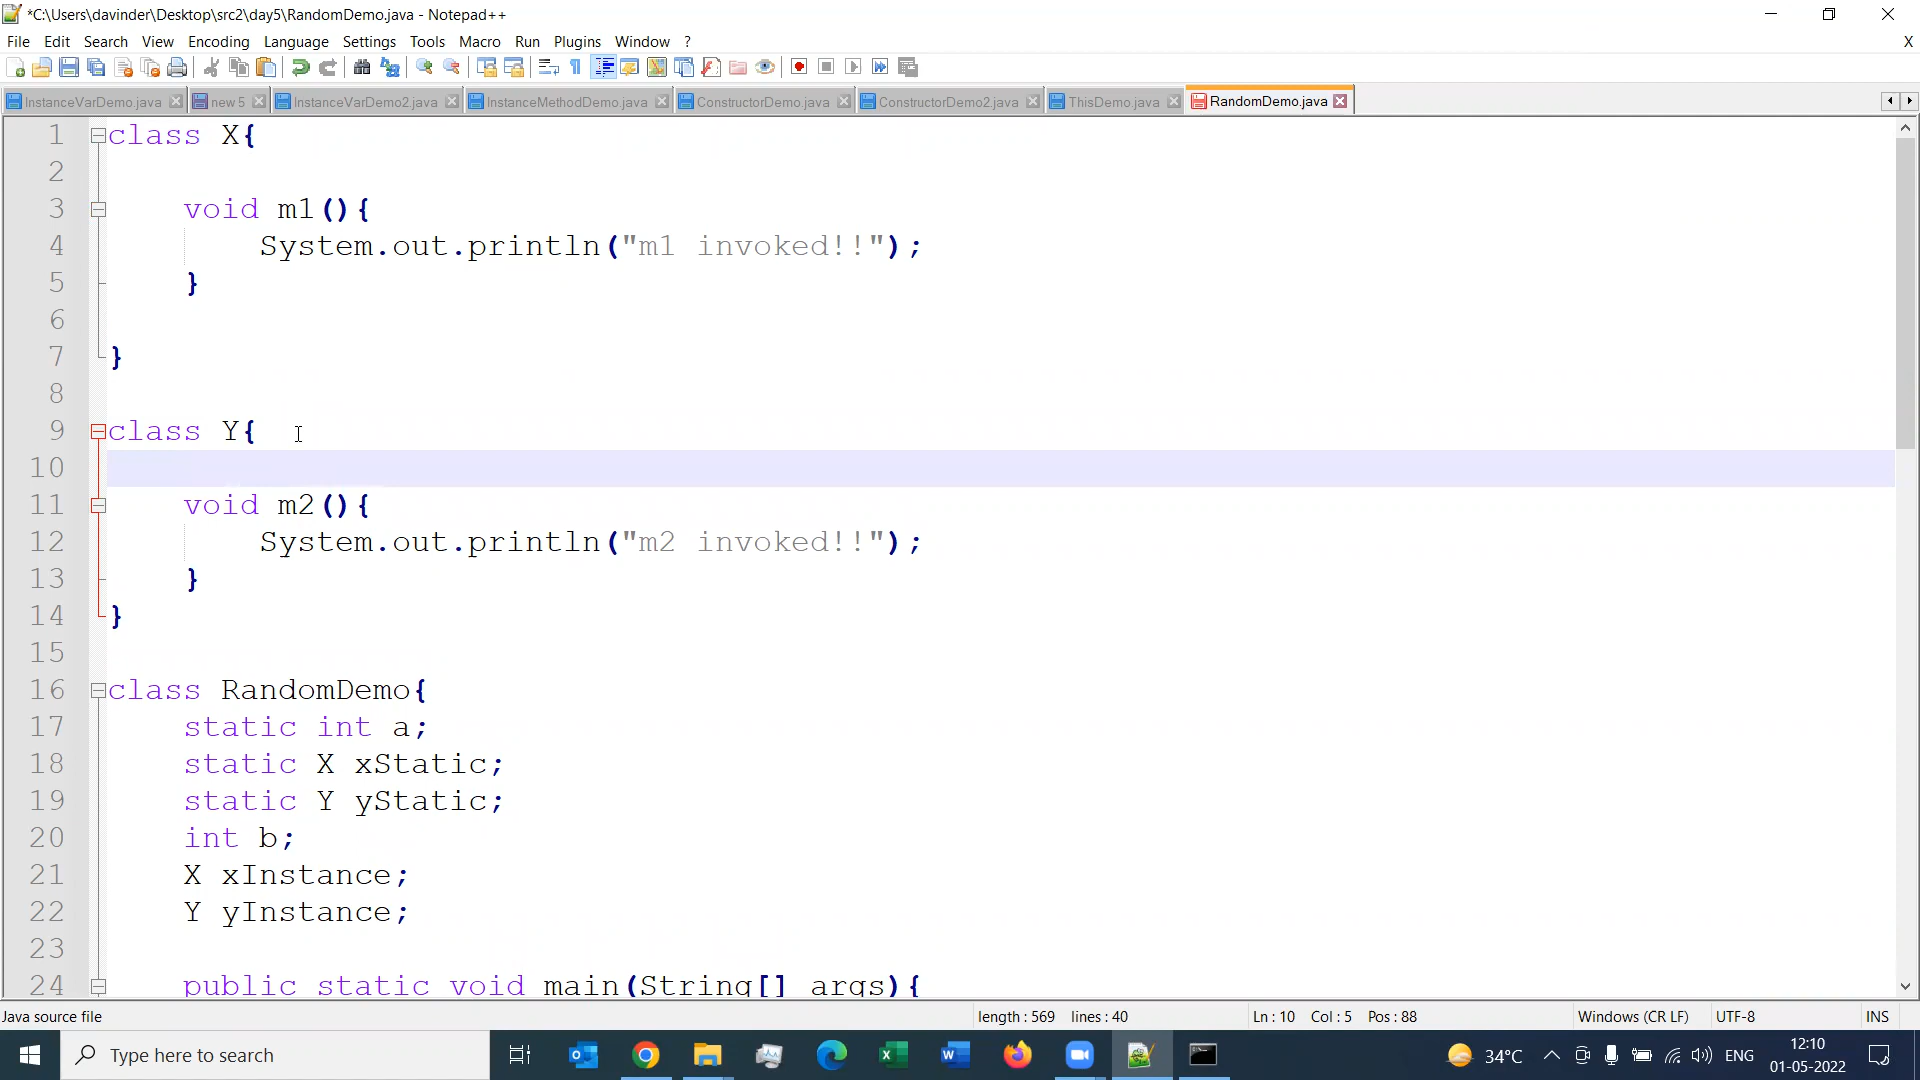 *C:\Users\davinder\Desktop\src2\day5\RandomDemo.java - Notepad++
File Edit Search View Encoding Language Settings Tools Macro Run Plugins Window ? X
InstanceVarDemo.java new 5 InstanceVarDemo2.java InstanceMethodDemo.java ConstructorDemo.java ConstructorDemo2.java ThisDemo.java RandomDemo.java
1 class X{
2
3 void m1(){
4 System.out.println("m1 invoked!!");
5 }
6
7 }
8
9 class Y{
10
11 void m2(){
12 System.out.println("m2 invoked!!");
13 }
14 }
15
16 class RandomDemo{
17 static int a;
18 static X xStatic;
19 static Y yStatic;
20 int b;
21 X xInstance;
22 Y yInstance;
23
24 public static void main(String[] args){
Java source file length : 569 lines : 40 Ln : 10 Col : 5 Pos : 88 Windows (CR LF) UTF-8 INS
Type here to search 34°C ENG 12:10
01-05-2022